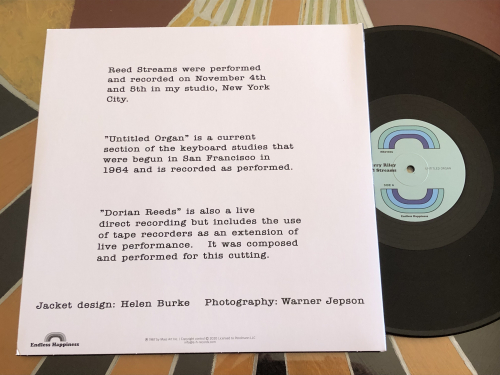 Reed Streams were performed
and recorded on November 4th
and 5th in my studio, New York
City.
"Untitled Organ" is a current
section of the keyboard studies that
were begun in San Francisco in
1964 and is recorded as performed.
"Dorian Reeds" is also a live
direct recording but includes the use
of tape recorders as an extension of
live performance. It was composed
and performed for this cutting.
Jacket design: Helen Burke Photography: Warner Jepson
Endless Happiness
Riley
Streams
Endless Happiness